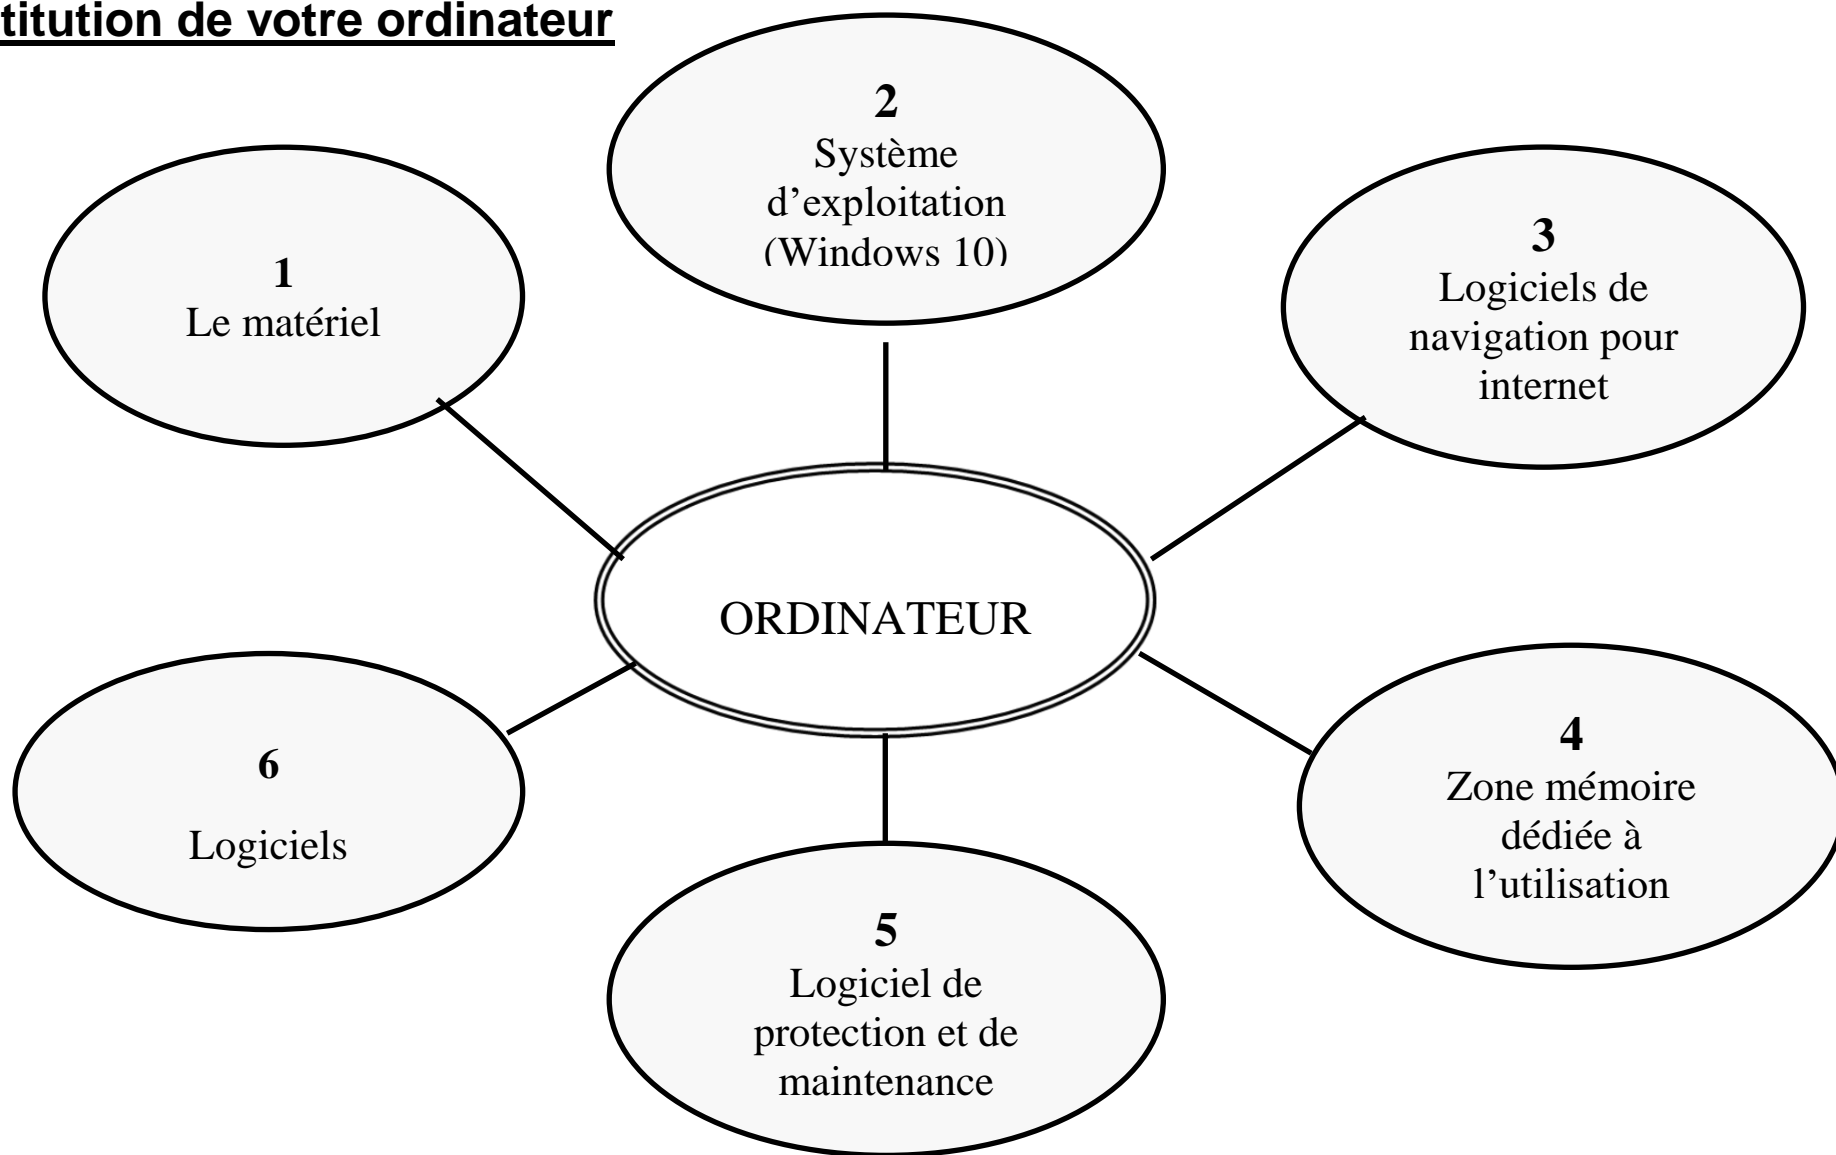 titution de votre ordinateur
2
Système
d’exploitation
(Windows 10)
1
Le matériel
3
Logiciels de
navigation pour
internet
ORDINATEUR
6
Logiciels
4
Zone mémoire
dédiée à
l’utilisation
5
Logiciel de
protection et de
maintenance